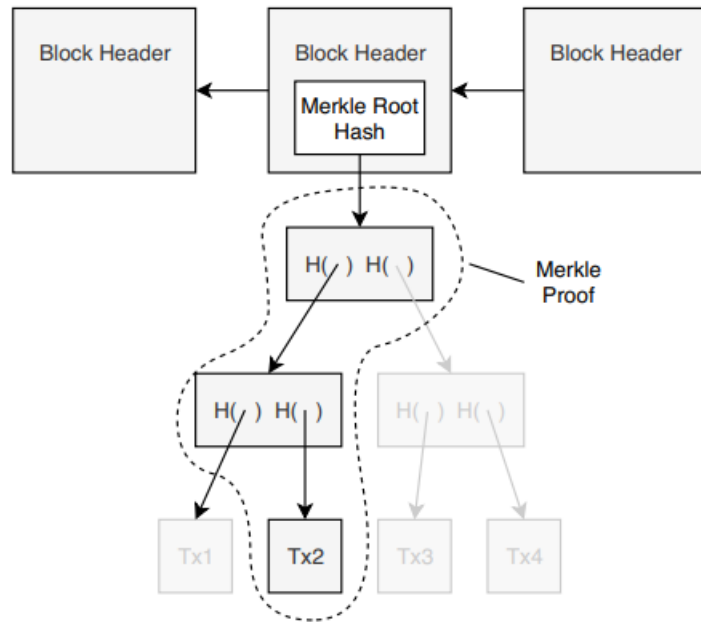 Block Header
Block Header
Block Header
Merkle Root
Hash
H( ) H( )
Merkle
Proof
H( ) H( )
H( ) H( )
Tx1
Tx2
Tx3
Tx4